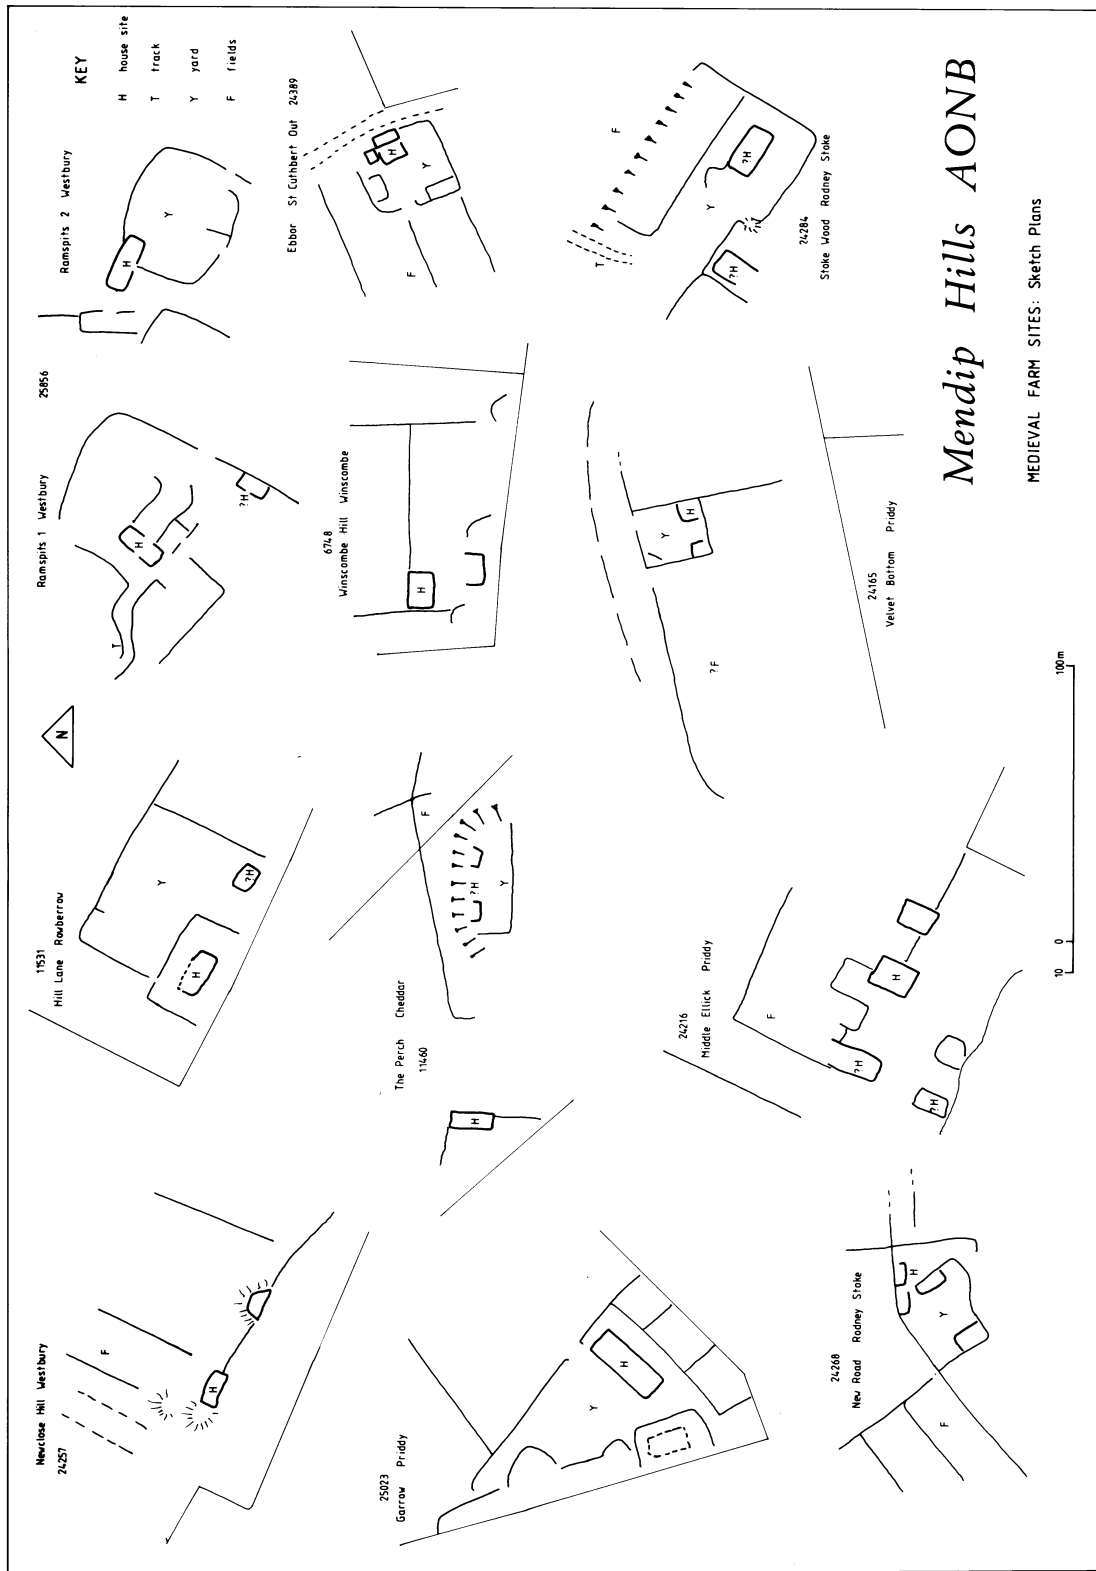 Newclose Hill Westbury
24257
F
H
11531
Hill Lane Rowberrow
Y
H
?H
N
Ramspits 1 Westbury
25856
T
H
?H
Ramspits 2 Westbury
H
Y
KEY
H house site
T track
Y yard
F fields
25023
Garrow Priddy
Y
H
The Perch Cheddar
11460
H
F
?H
Y
6748
Winscombe Hill Winscombe
H
Ebbor St Cuthbert Out 24389
H
Y
F
24268
New Road Rodney Stoke
H
Y
F
24216
Middle Ellick Priddy
F
H
?H
?H
Y
H
?F
24165
Velvet Bottom Priddy
T
F
Y
?H
?H
24284
Stoke Wood Rodney Stoke
10 0 100m
Mendip Hills AONB
MEDIEVAL FARM SITES: Sketch Plans